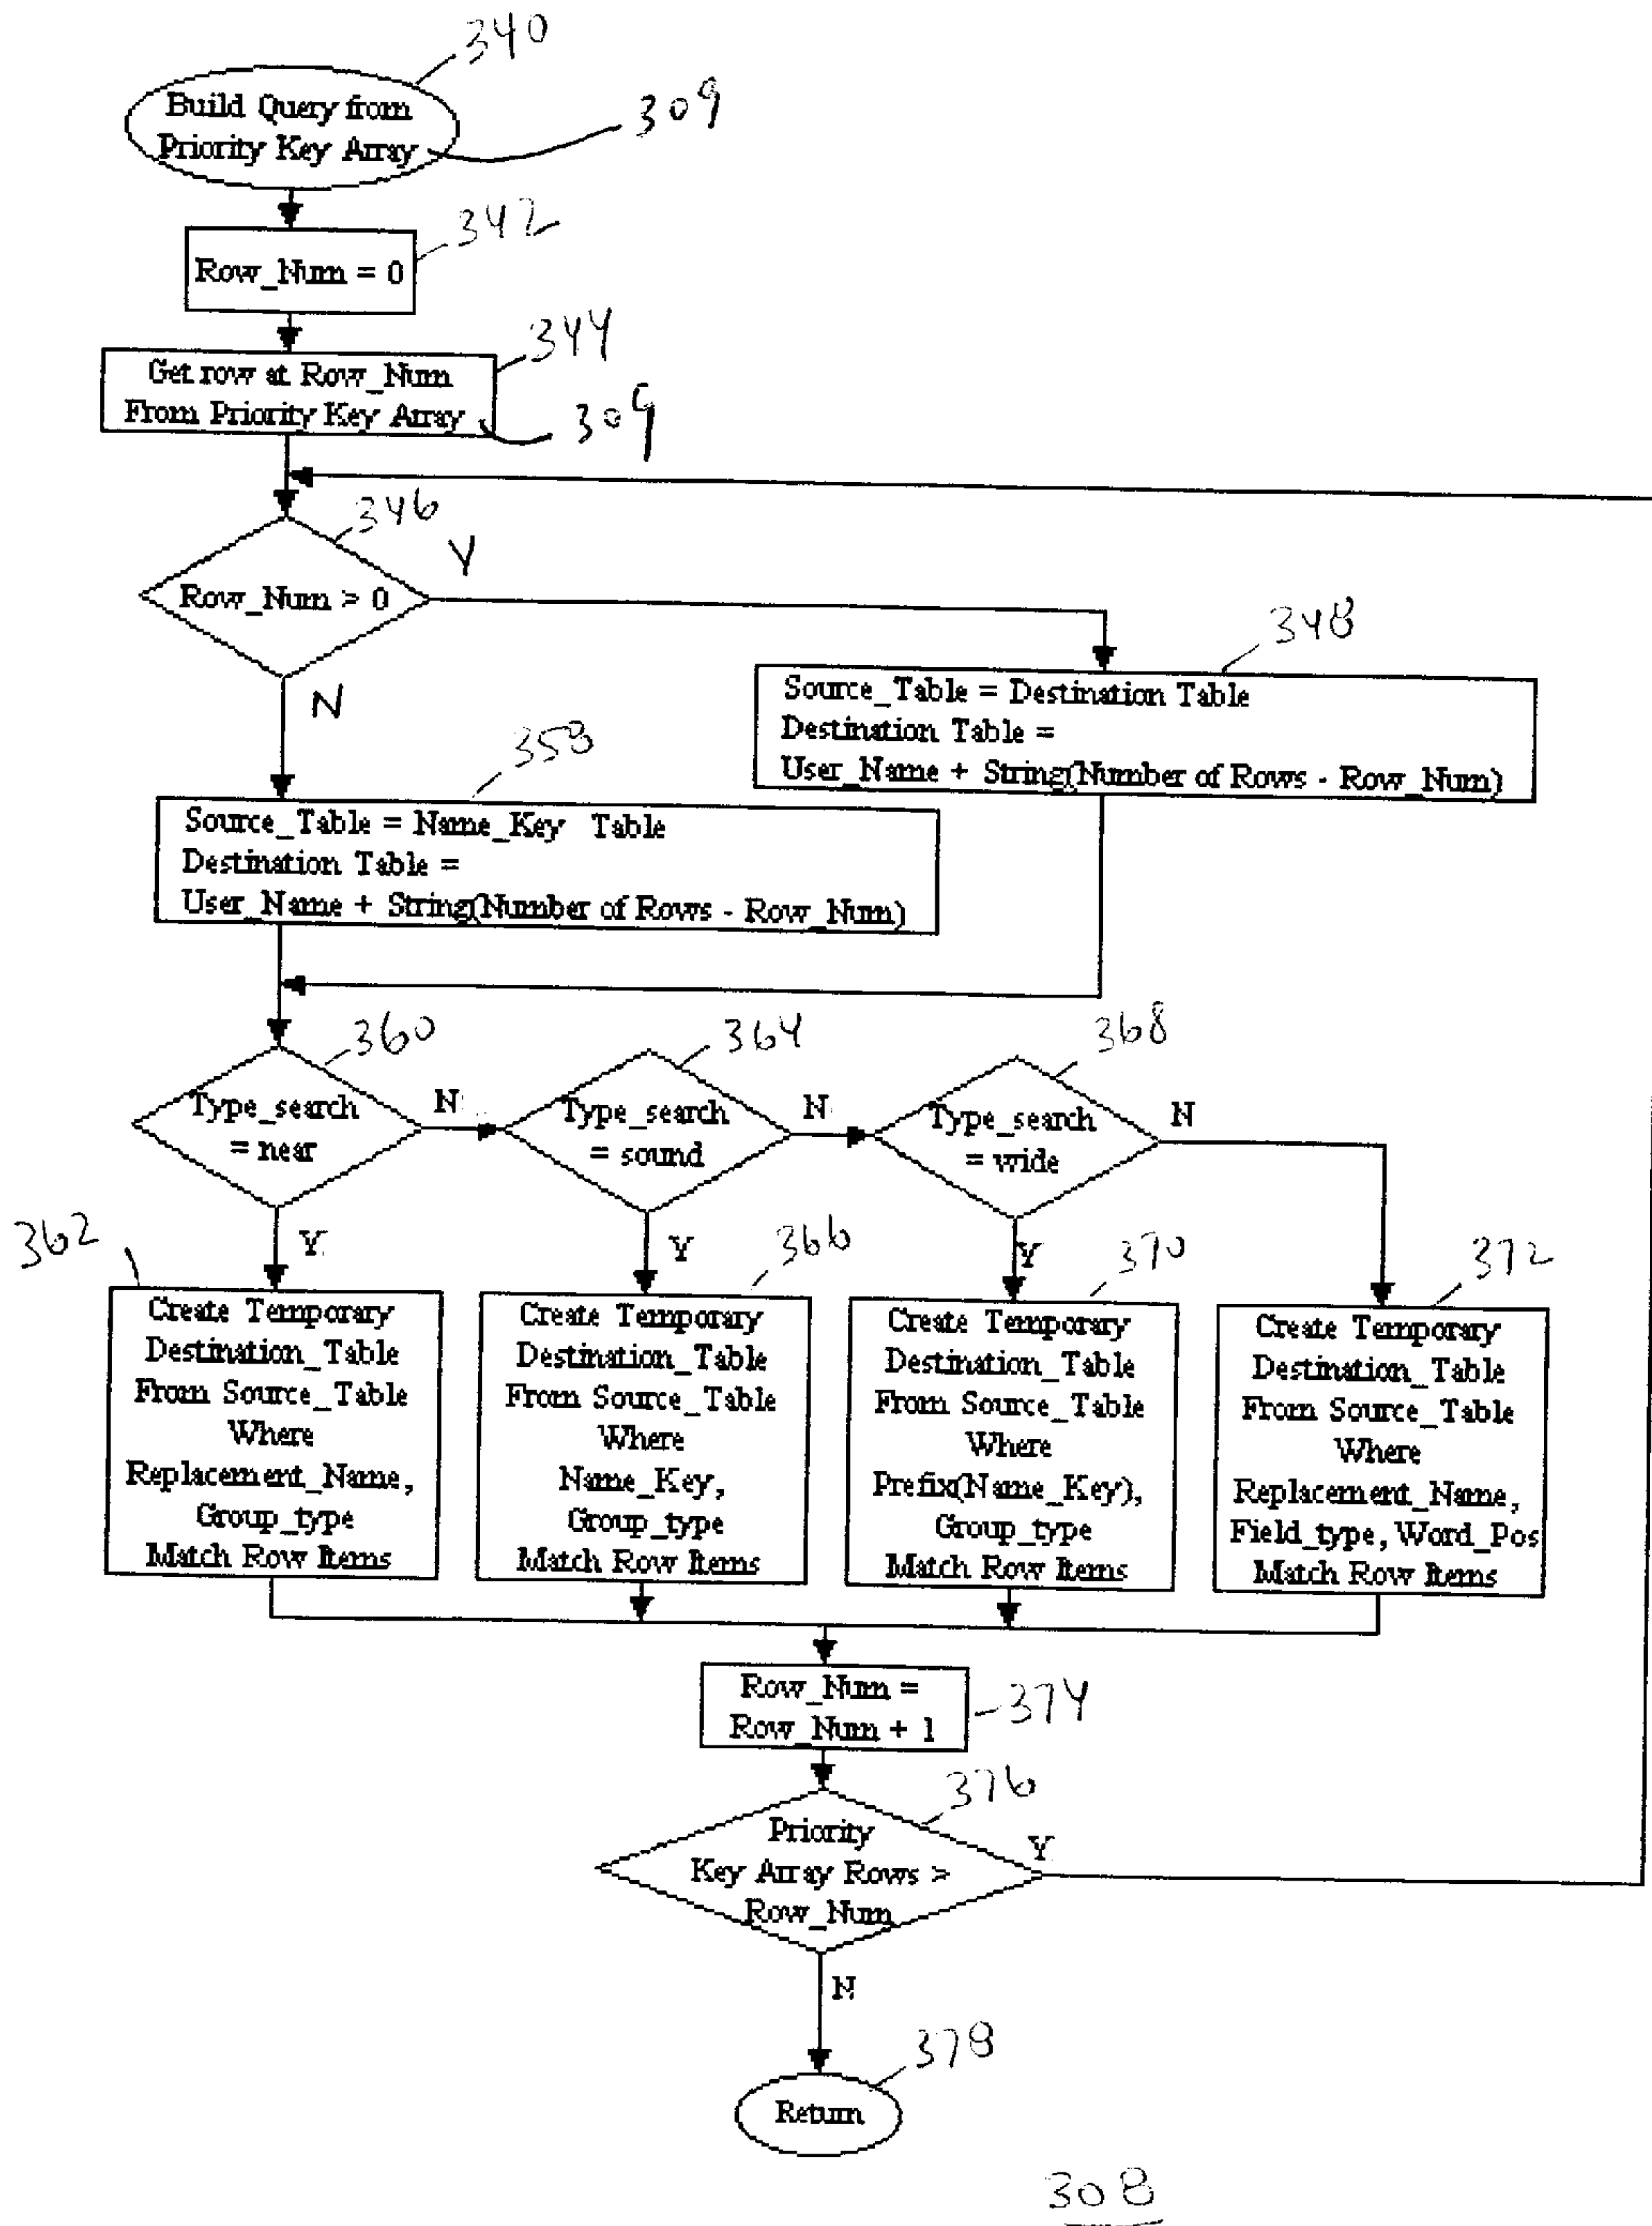 340
Build Query from
Priority Key Array
309
342
Row_Num = 0
344
Get row at Row_Num
From Priority Key Array
309
346
Y
Row_Num > 0
N
348
Source_Table = Destination Table
Destination Table =
User_Name + String(Number of Rows - Row_Num)
358
Source_Table = Name_Key Table
Destination Table =
User_Name + String(Number of Rows - Row_Num)
360
Type_search
= near
N
364
Type_search
= sound
N
368
Type_search
= wide
N
362
Y
366
Y
370
Y
372
Create Temporary
Destination_Table
From Source_Table
Where
Replacement_Name,
Group_type
Match Row Items
Create Temporary
Destination_Table
From Source_Table
Where
Name_Key,
Group_type
Match Row Items
Create Temporary
Destination_Table
From Source_Table
Where
Prefix(Name_Key),
Group_type
Match Row Items
Create Temporary
Destination_Table
From Source_Table
Where
Replacement_Name,
Field_type, Word_Pos
Match Row Items
Row_Num =
Row_Num + 1
374
376
Priority
Key Array Rows >
Row_Num
Y
N
378
Return
308